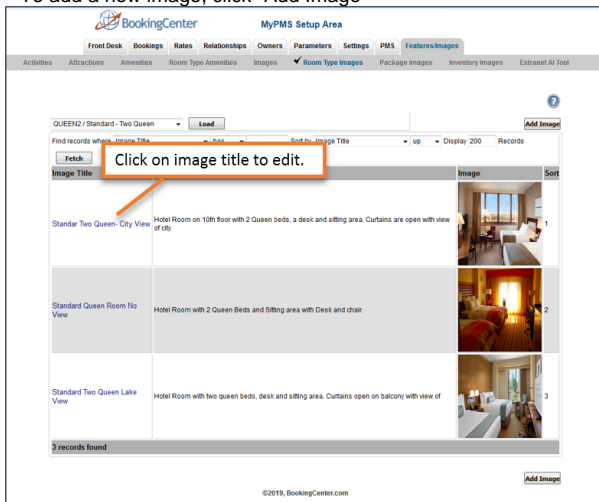 To add a new image, click "Add Image"
BookingCenter
MyPMS Setup Area
Front Desk Bookings Rates Relationships Owners Parameters Settings PMS Features/Images
Activities Attractions Amenities Room Type Amenities Images Room Type Images Package Images Inventory Images Extranet AI Tool
?
QUEEN2 / Standard - Two Queen Load Add Image
Find records where Image Title has Sort by Image Title up Display 200 Records
Fetch
Click on image title to edit.
Image Title Image Sort
Standar Two Queen- City View
Hotel Room on 10th floor with 2 Queen beds, a desk and sitting area. Curtains are open with view
of city.
1
Standard Queen Room No
View
Hotel Room with 2 Queen Beds and Sitting area with Desk and chair.
2
Standard Two Queen Lake
View
Hotel Room with two queen beds, desk and sitting area. Curtains open on balcony with view of
3
3 records found
Add Image
©2019, BookingCenter.com